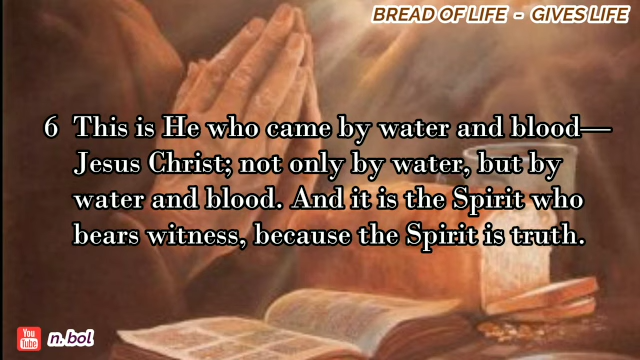 BREAD OF LIFE - GIVES LIFE
6 This is He who came by water and blood—
Jesus Christ; not only by water, but by
water and blood. And it is the Spirit who
bears witness, because the Spirit is truth.
You
Tube
n. bol